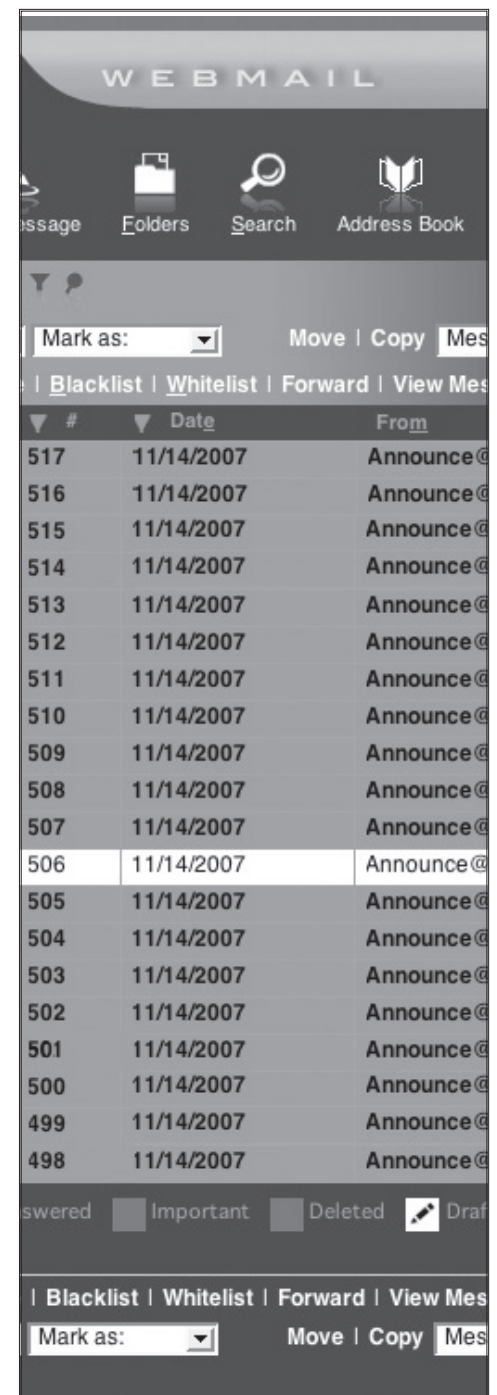 WEBMAIL
essage Folders Search Address Book
Mark as: Move | Copy Mes
| Blacklist | Whitelist | Forward | View Mes
# Date From
517 11/14/2007 Announce@
516 11/14/2007 Announce@
515 11/14/2007 Announce@
514 11/14/2007 Announce@
513 11/14/2007 Announce@
512 11/14/2007 Announce@
511 11/14/2007 Announce@
510 11/14/2007 Announce@
509 11/14/2007 Announce@
508 11/14/2007 Announce@
507 11/14/2007 Announce@
506 11/14/2007 Announce@
505 11/14/2007 Announce@
504 11/14/2007 Announce@
503 11/14/2007 Announce@
502 11/14/2007 Announce@
501 11/14/2007 Announce@
500 11/14/2007 Announce@
499 11/14/2007 Announce@
498 11/14/2007 Announce@
swered Important Deleted Draf
| Blacklist | Whitelist | Forward | View Mes
Mark as: Move | Copy Mes